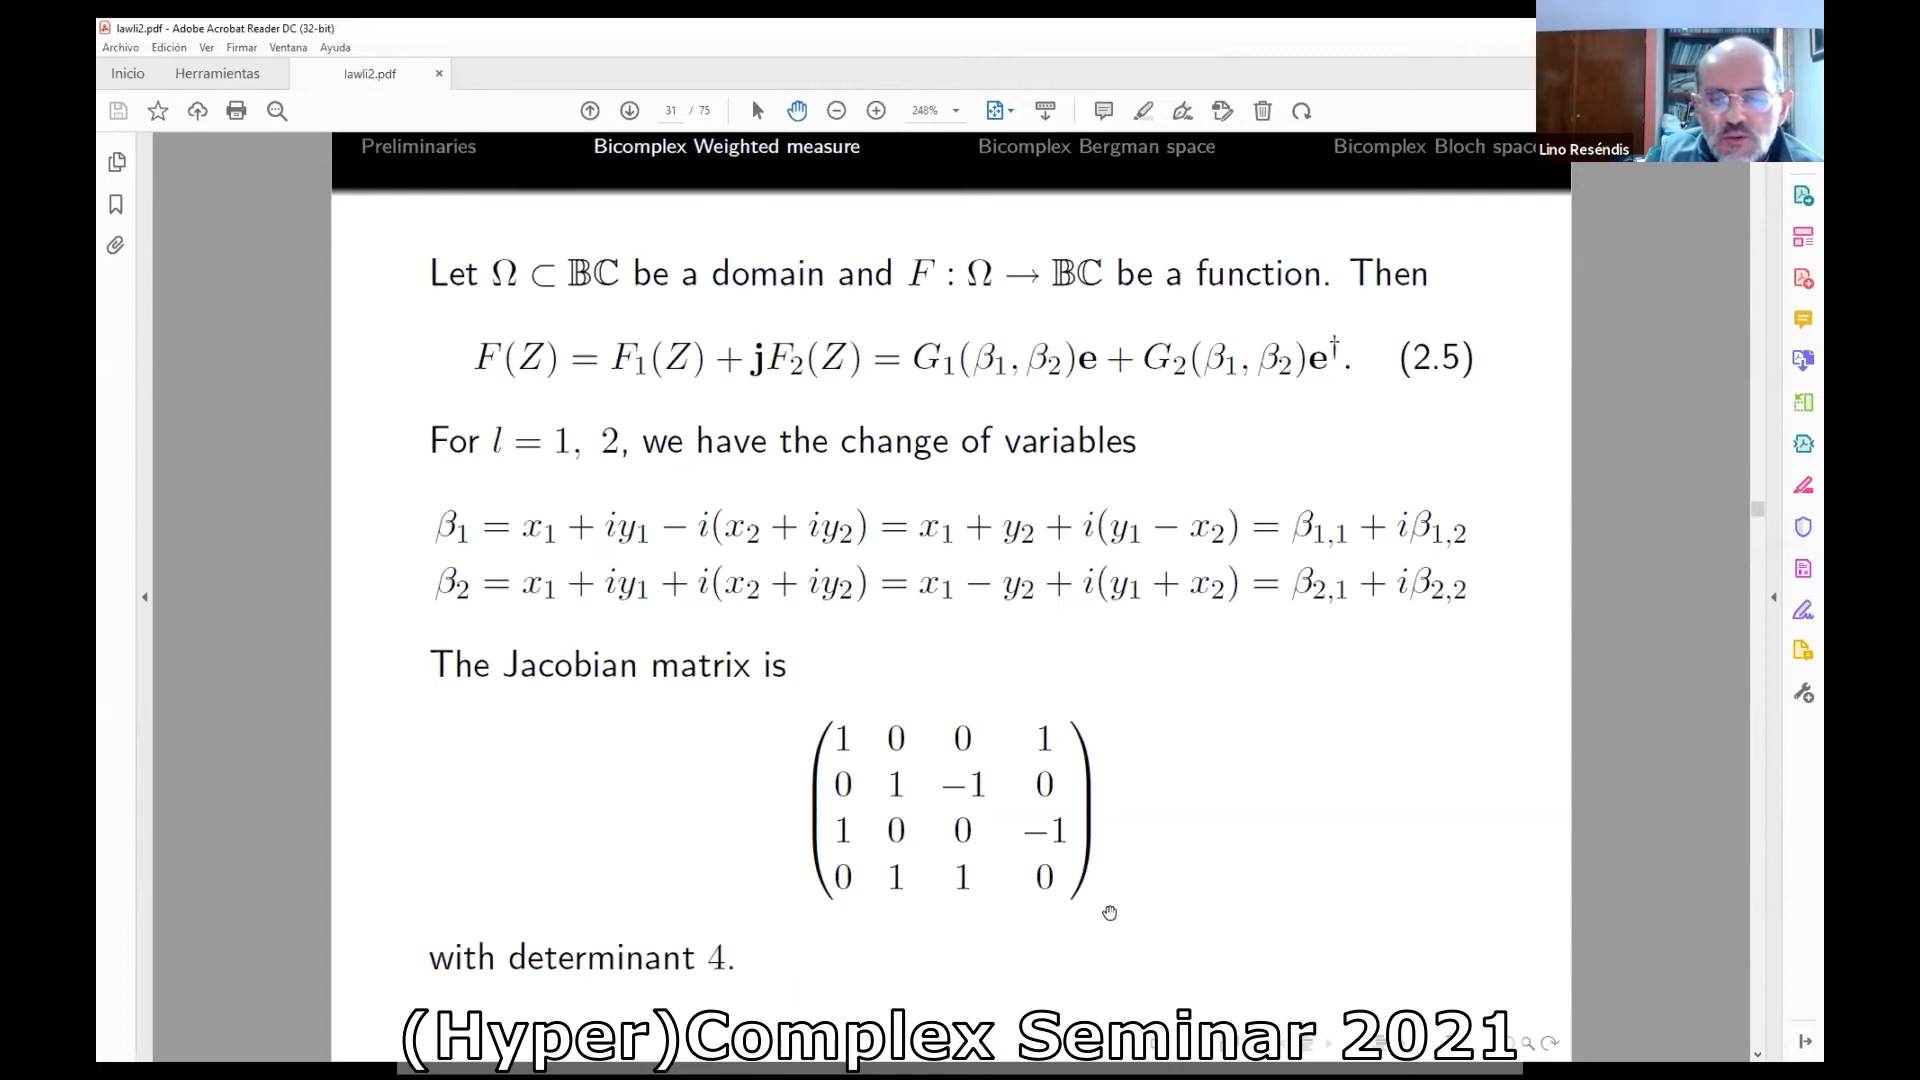 lawli2.pdf - Adobe Acrobat Reader DC (32-bit)
Archivo Edición Ver Firmar Ventana Ayuda
Inicio Herramientas lawli2.pdf ×
31 / 75 248%
Lino Reséndis
Preliminaries Bicomplex Weighted measure Bicomplex Bergman space Bicomplex Bloch space
Let Ω ⊂ 𝔹ℂ be a domain and F : Ω → 𝔹ℂ be a function. Then
F(Z) = F₁(Z) + jF₂(Z) = G₁(β₁, β₂)e + G₂(β₁, β₂)e†. (2.5)
For l = 1, 2, we have the change of variables
β₁ = x₁ + iy₁ − i(x₂ + iy₂) = x₁ + y₂ + i(y₁ − x₂) = β₁,₁ + iβ₁,₂
β₂ = x₁ + iy₁ + i(x₂ + iy₂) = x₁ − y₂ + i(y₁ + x₂) = β₂,₁ + iβ₂,₂
The Jacobian matrix is
1 0 0 1
0 1 −1 0
1 0 0 −1
0 1 1 0
with determinant 4.
(Hyper)Complex Seminar 2021